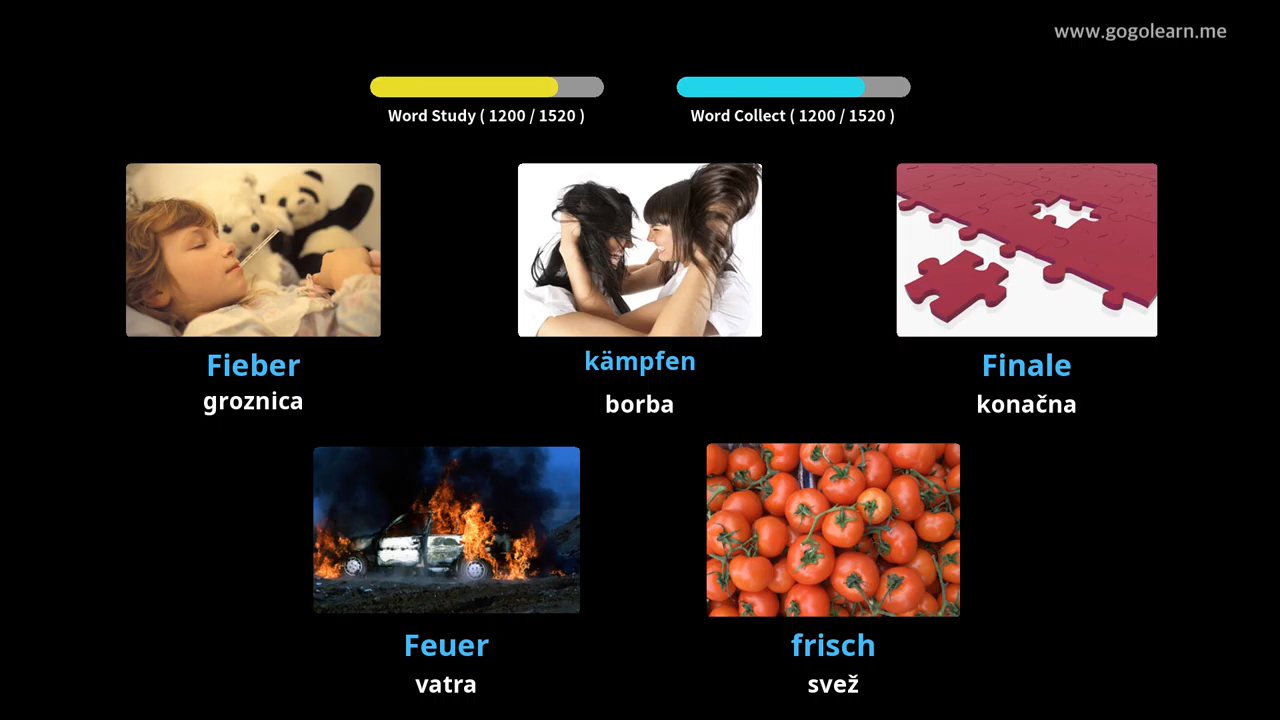 www.gogolearn.me
Word Study ( 1200 / 1520 )
Word Collect ( 1200 / 1520 )
Fieber
groznica
kämpfen
borba
Finale
konačna
Feuer
vatra
frisch
svež